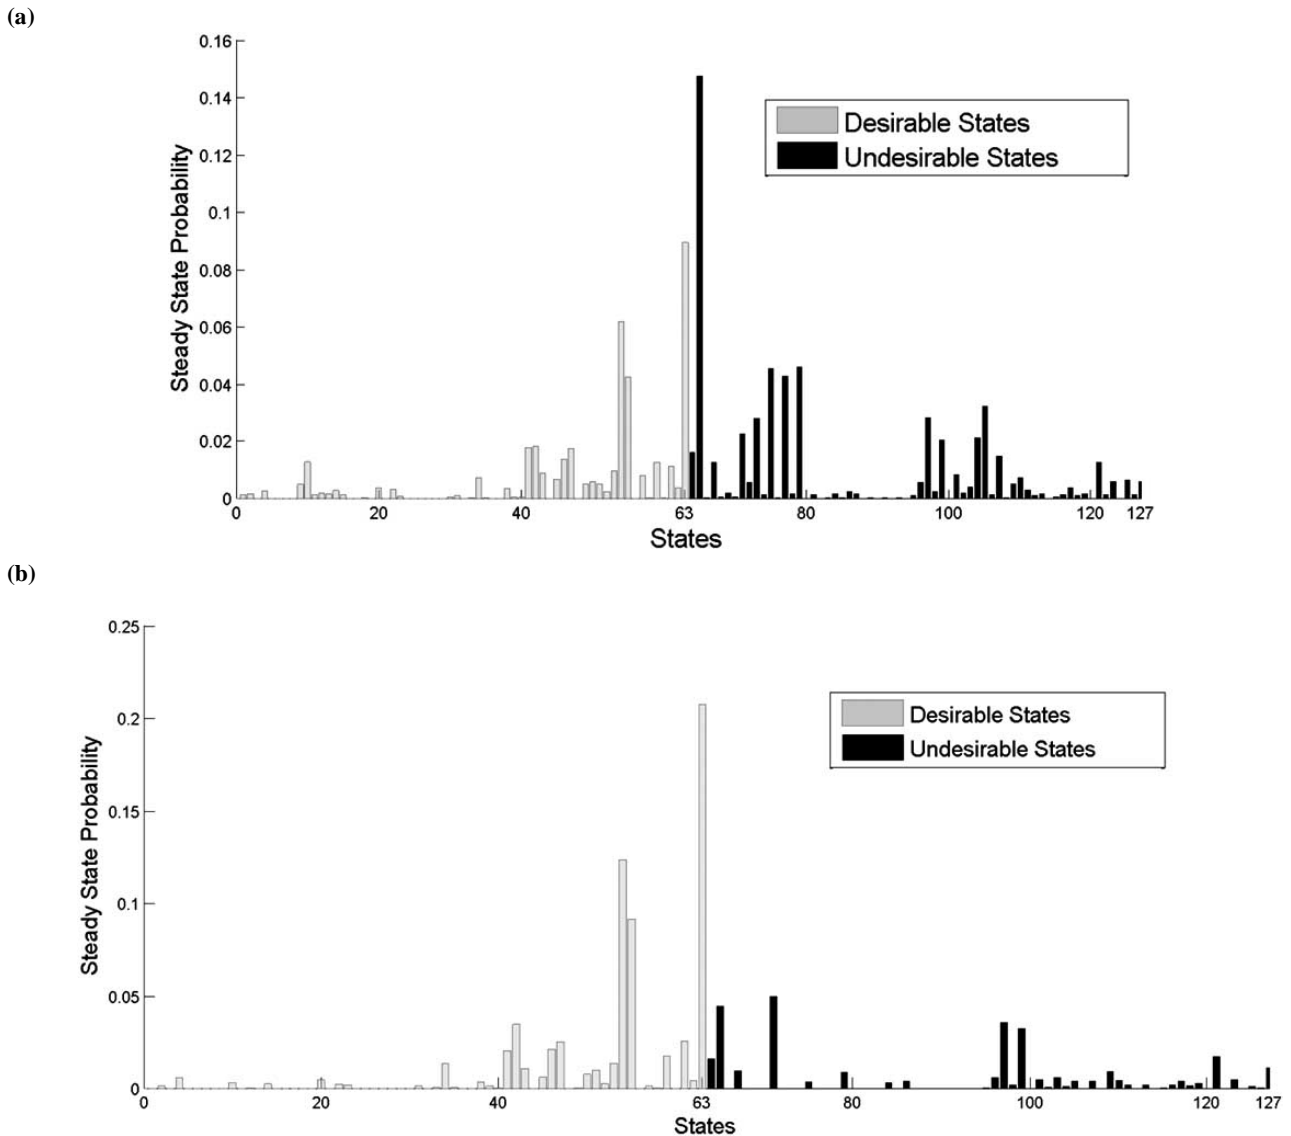 (a)
0.16
0.14
0.12
0.1
0.08
0.06
0.04
0.02
0
Steady State Probability
Desirable States
Undesirable States
0 20 40 63 80 100 120 127
States
(b)
0.25
0.2
0.15
0.1
0.05
0
Steady State Probability
Desirable States
Undesirable States
0 20 40 63 80 100 120 127
States